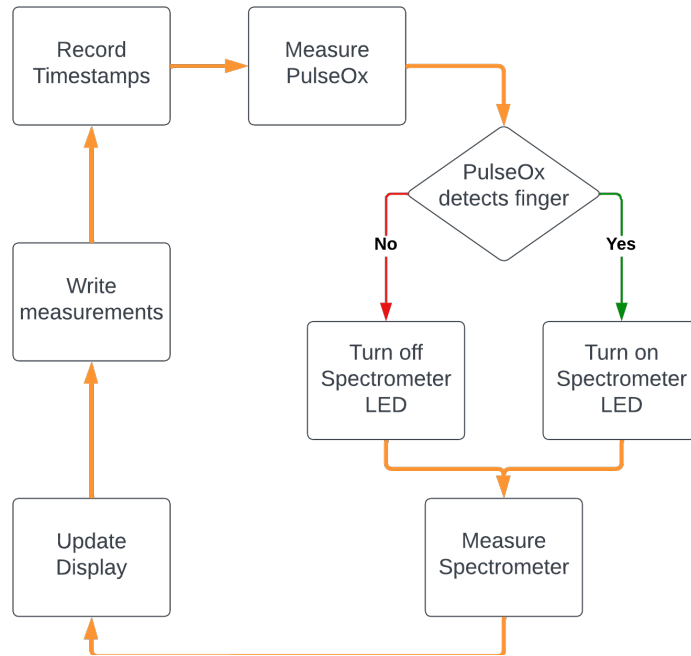 Record
Timestamps
Measure
PulseOx
PulseOx
detects finger
No
Yes
Turn off
Spectrometer
LED
Turn on
Spectrometer
LED
Measure
Spectrometer
Update
Display
Write
measurements